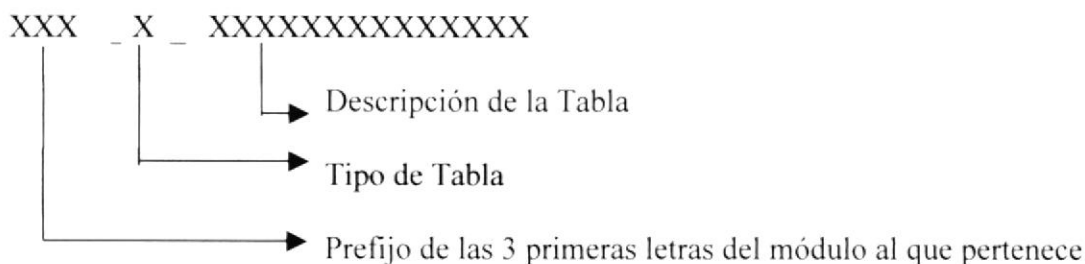 XXX _ X _ XXXXXXXXXXXXXX
Descripción de la Tabla
Tipo de Tabla
Prefijo de las 3 primeras letras del módulo al que pertenece